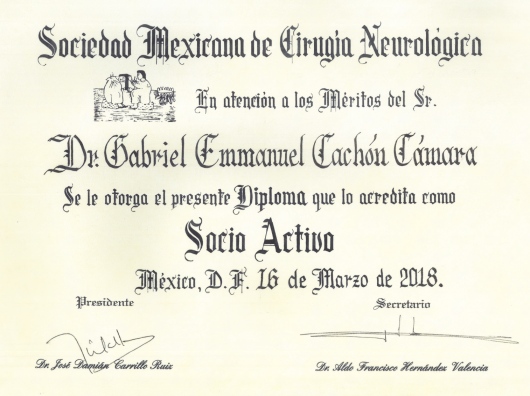 Sociedad Mexicana de Cirugía Neurológica
En atención a los Méritos del Sr.
Dr. Gabriel Emmanuel Cachón Cámara
Se le otorga el presente Diploma que lo acredita como
Socio Activo
México, D. F. 16 de Marzo de 2018.
Presidente Secretario
Dr. José Damián Carrillo Ruiz Dr. Aldo Francisco Hernández Valencia